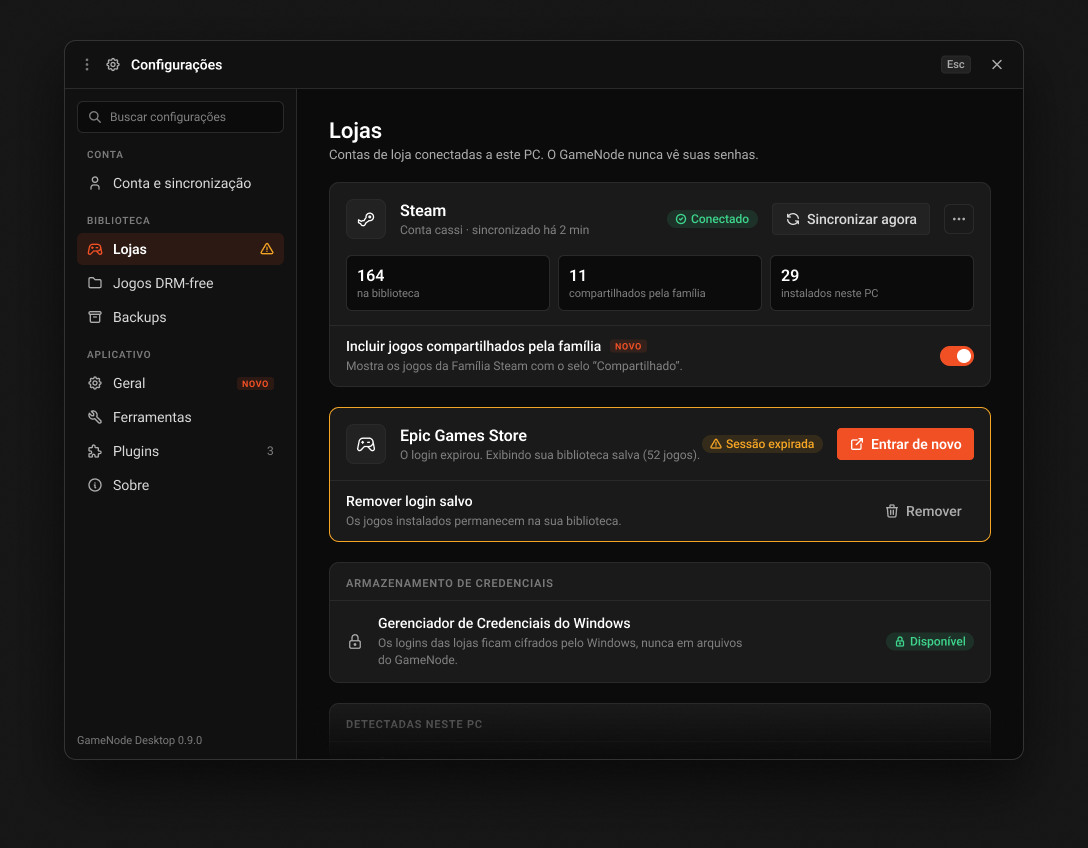 Configurações
Esc
Buscar configurações
CONTA
Conta e sincronização
BIBLIOTECA
Lojas
Jogos DRM-free
Backups
APLICATIVO
Geral NOVO
Ferramentas
Plugins 3
Sobre
GameNode Desktop 0.9.0
Lojas
Contas de loja conectadas a este PC. O GameNode nunca vê suas senhas.
Steam
Conta cassi · sincronizado há 2 min
Conectado
Sincronizar agora
164
na biblioteca
11
compartilhados pela família
29
instalados neste PC
Incluir jogos compartilhados pela família NOVO
Mostra os jogos da Família Steam com o selo “Compartilhado”.
Epic Games Store
O login expirou. Exibindo sua biblioteca salva (52 jogos).
Sessão expirada
Entrar de novo
Remover login salvo
Os jogos instalados permanecem na sua biblioteca.
Remover
ARMAZENAMENTO DE CREDENCIAIS
Gerenciador de Credenciais do Windows
Os logins das lojas ficam cifrados pelo Windows, nunca em arquivos
do GameNode.
Disponível
DETECTADAS NESTE PC